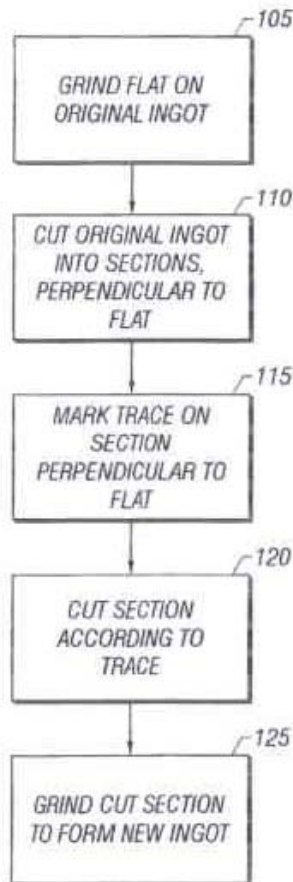 105
GRIND FLAT ON
ORIGINAL INGOT
110
CUT ORIGINAL INGOT
INTO SECTIONS,
PERPENDICULAR TO
FLAT
115
MARK TRACE ON
SECTION
PERPENDICULAR TO
FLAT
120
CUT SECTION
ACCORDING TO
TRACE
125
GRIND CUT SECTION
TO FORM NEW INGOT